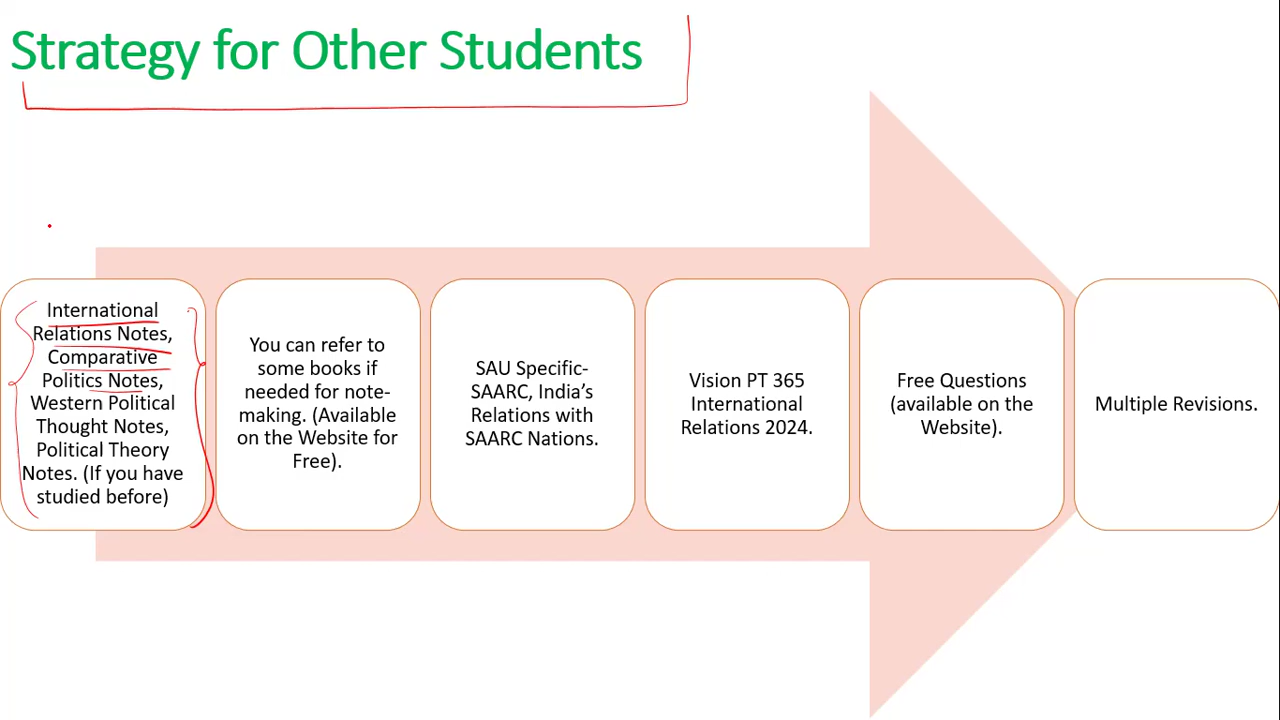 Strategy for Other Students
International
Relations Notes,
Comparative
Politics Notes,
Western Political
Thought Notes,
Political Theory
Notes. (If you have
studied before)
You can refer to
some books if
needed for note-
making. (Available
on the Website for
Free).
SAU Specific-
SAARC, India’s
Relations with
SAARC Nations.
Vision PT 365
International
Relations 2024.
Free Questions
(available on the
Website).
Multiple Revisions.